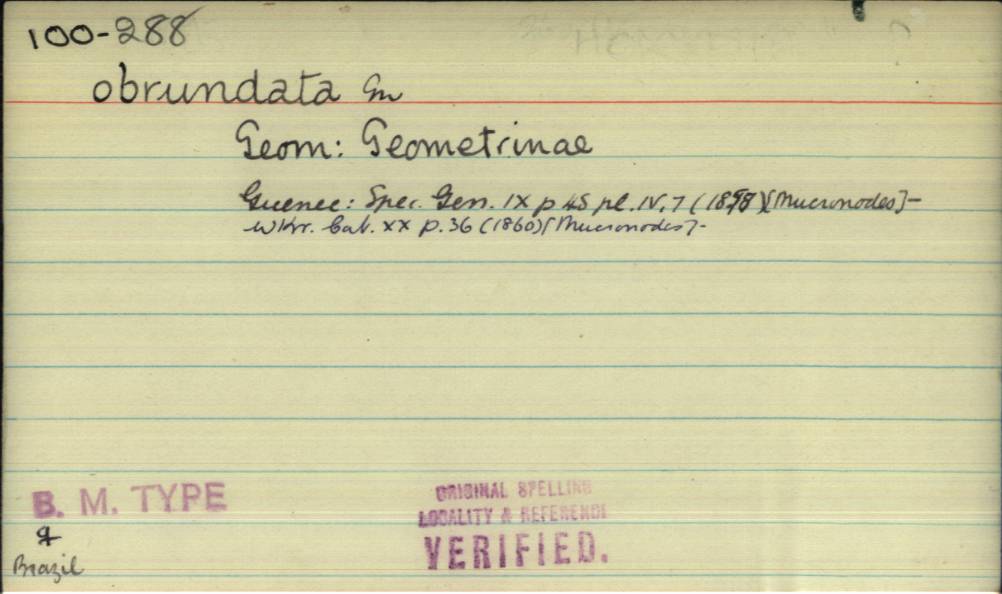 100-288
obrundata Gn
Geom: Geometrinae
Guenee: Spec. Gen. IX p 45 pl. IV, 7 (1858) [Mucronodes] -
Wkr. Cat. XX p. 36 (1860) [Mucronodes] -
B. M. TYPE
♀
Brazil
ORIGINAL SPELLING
LOCALITY & REFERENCE
VERIFIED.